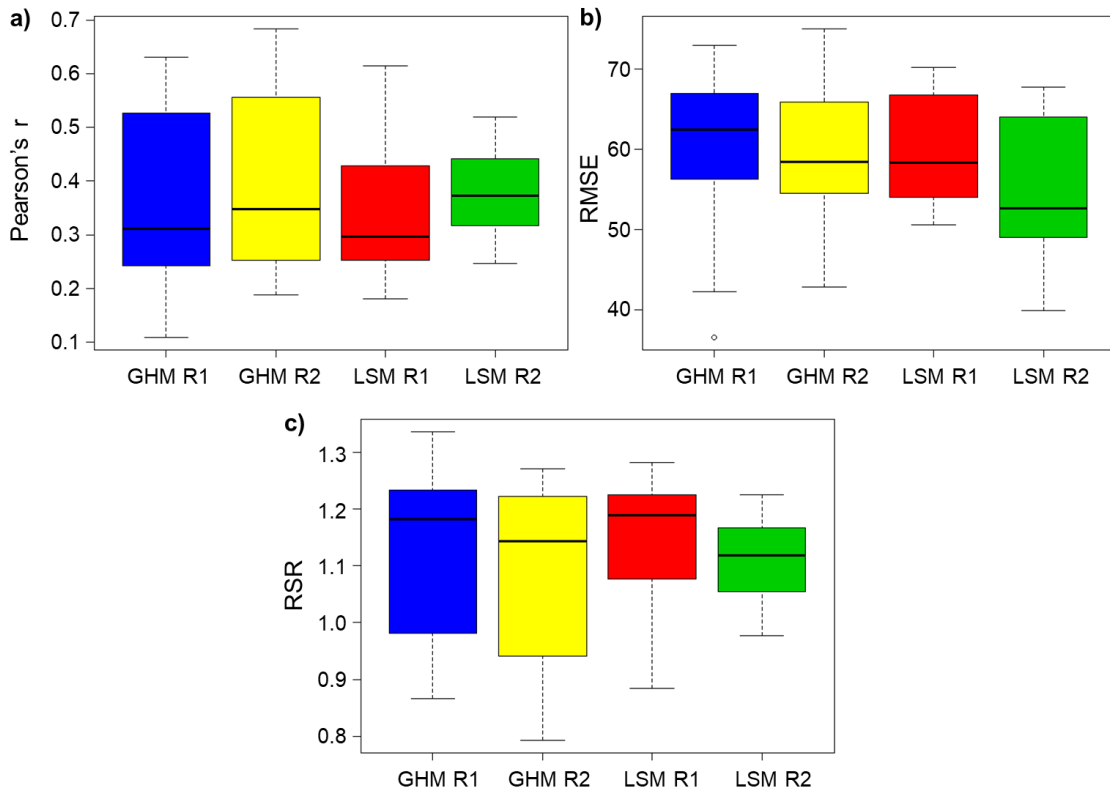 a)
Pearson's r
0.7
0.6
0.5
0.4
0.3
0.2
0.1
GHM R1 GHM R2 LSM R1 LSM R2
b)
RMSE
70
60
50
40
GHM R1 GHM R2 LSM R1 LSM R2
c)
RSR
1.3
1.2
1.1
1.0
0.9
0.8
GHM R1 GHM R2 LSM R1 LSM R2